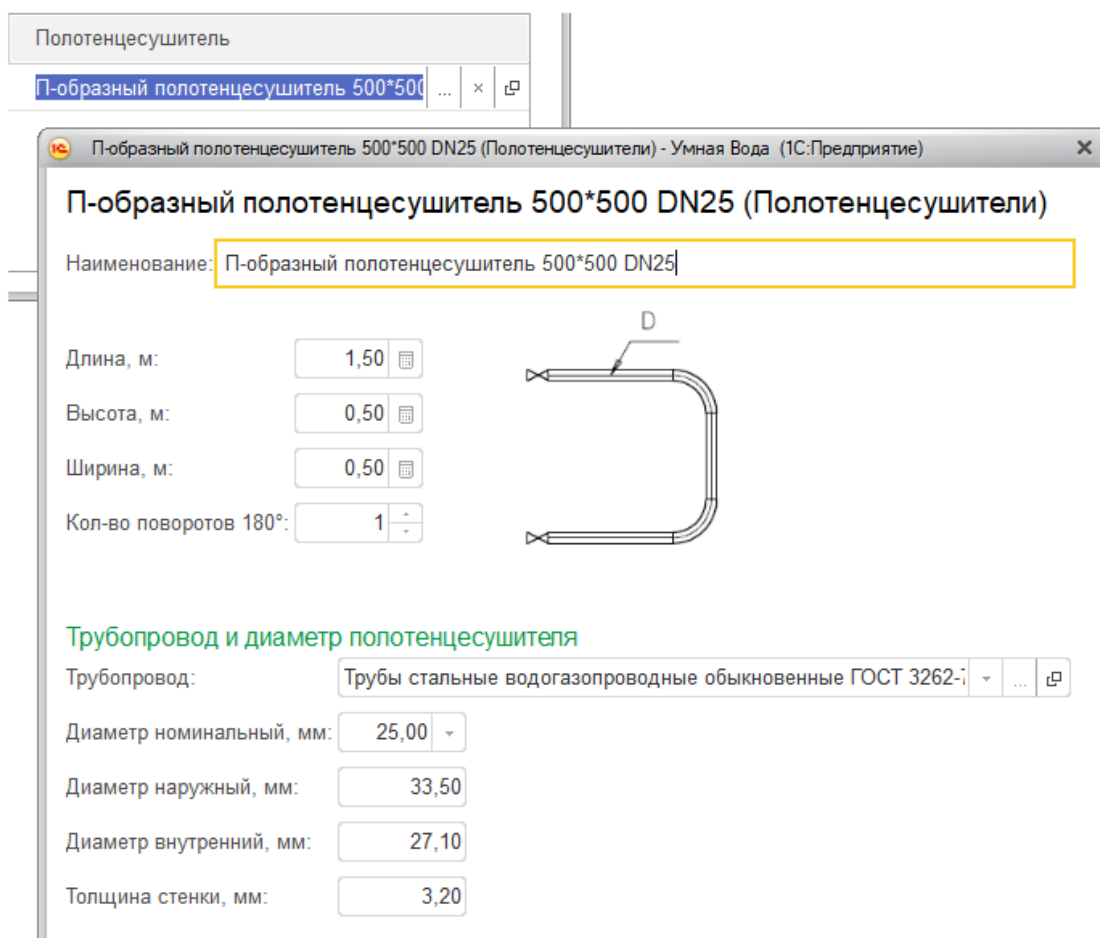 Полотенцесушитель
П-образный полотенцесушитель 500*500 ... ×
1С П-образный полотенцесушитель 500*500 DN25 (Полотенцесушители) - Умная Вода (1С:Предприятие) ×
П-образный полотенцесушитель 500*500 DN25 (Полотенцесушители)
Наименование: П-образный полотенцесушитель 500*500 DN25
D
Длина, м: 1,50
Высота, м: 0,50
Ширина, м: 0,50
Кол-во поворотов 180°: 1
Трубопровод и диаметр полотенцесушителя
Трубопровод: Трубы стальные водогазопроводные обыкновенные ГОСТ 3262- ...
Диаметр номинальный, мм: 25,00
Диаметр наружный, мм: 33,50
Диаметр внутренний, мм: 27,10
Толщина стенки, мм: 3,20